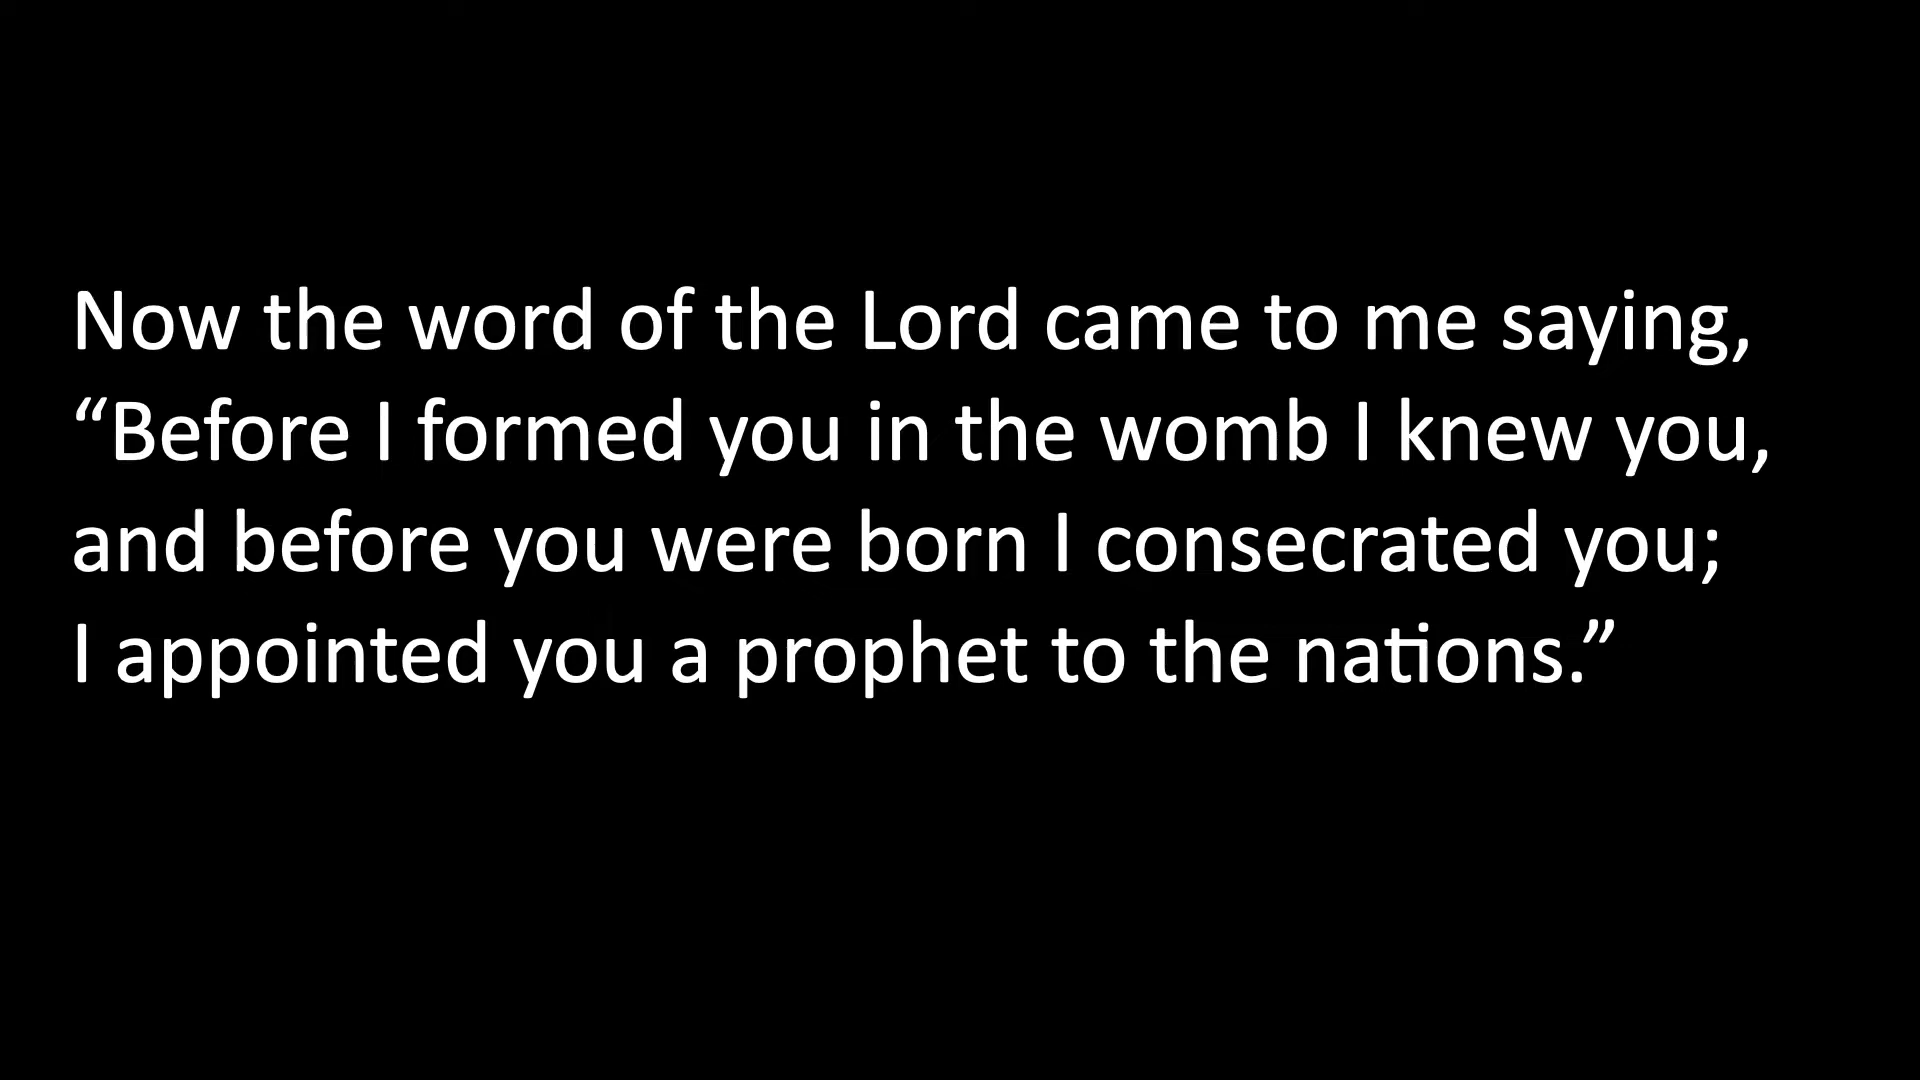 Now the word of the Lord came to me saying,
“Before I formed you in the womb I knew you,
and before you were born I consecrated you;
I appointed you a prophet to the nations.”